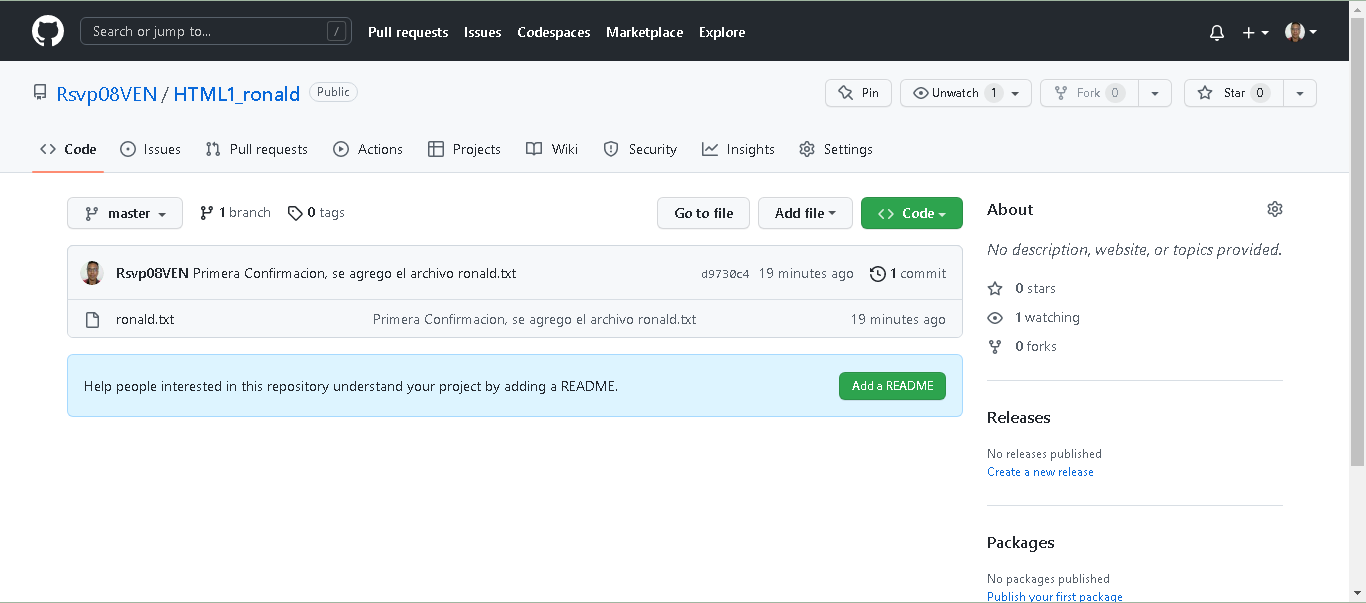 Search or jump to... / Pull requests Issues Codespaces Marketplace Explore
Rsvp08VEN / HTML1_ronald Public Pin Unwatch 1 Fork 0 Star 0
Code Issues Pull requests Actions Projects Wiki Security Insights Settings
master 1 branch 0 tags Go to file Add file Code
Rsvp08VEN Primera Confirmacion, se agrego el archivo ronald.txt d9730c4 19 minutes ago 1 commit
ronald.txt Primera Confirmacion, se agrego el archivo ronald.txt 19 minutes ago
Help people interested in this repository understand your project by adding a README. Add a README
About
No description, website, or topics provided.
0 stars
1 watching
0 forks
Releases
No releases published
Create a new release
Packages
No packages published
Publish your first package